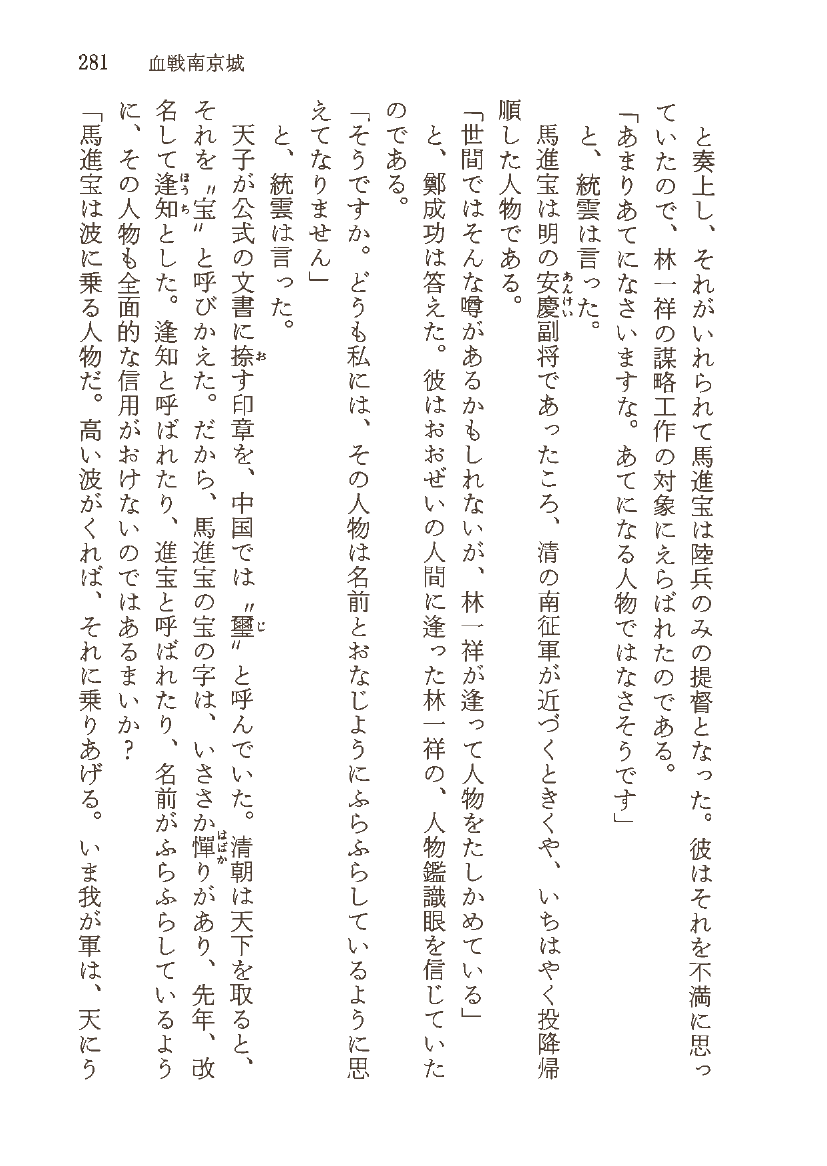 281 血戦南京城
と奏上し、それがいれられて馬進宝は陸兵のみの提督となった。彼はそれを不満に思っ
ていたので、林一祥の謀略工作の対象にえらばれたのである。
「あまりあてになさいますな。あてになる人物ではなさそうです」
と、統雲は言った。
馬進宝は明の安慶副将であったころ、清の南征軍が近づくときくや、いちはやく投降帰
あんけい
順した人物である。
「世間ではそんな噂があるかもしれないが、林一祥が逢って人物をたしかめている」
と、鄭成功は答えた。彼はおおぜいの人間に逢った林一祥の、人物鑑識眼を信じていた
のである。
「そうですか。どうも私には、その人物は名前とおなじようにふらふらしているように思
えてなりません」
と、統雲は言った。
天子が公式の文書に捺す印章を、中国では〝璽〟と呼んでいた。清朝は天下を取ると、
お
じ
それを〝宝〟と呼びかえた。だから、馬進宝の宝の字は、いささか憚りがあり、先年、改
はばか
名して逢知とした。逢知と呼ばれたり、進宝と呼ばれたり、名前がふらふらしているよう
ほうち
に、その人物も全面的な信用がおけないのではあるまいか?
「馬進宝は波に乗る人物だ。高い波がくれば、それに乗りあげる。いま我が軍は、天にう